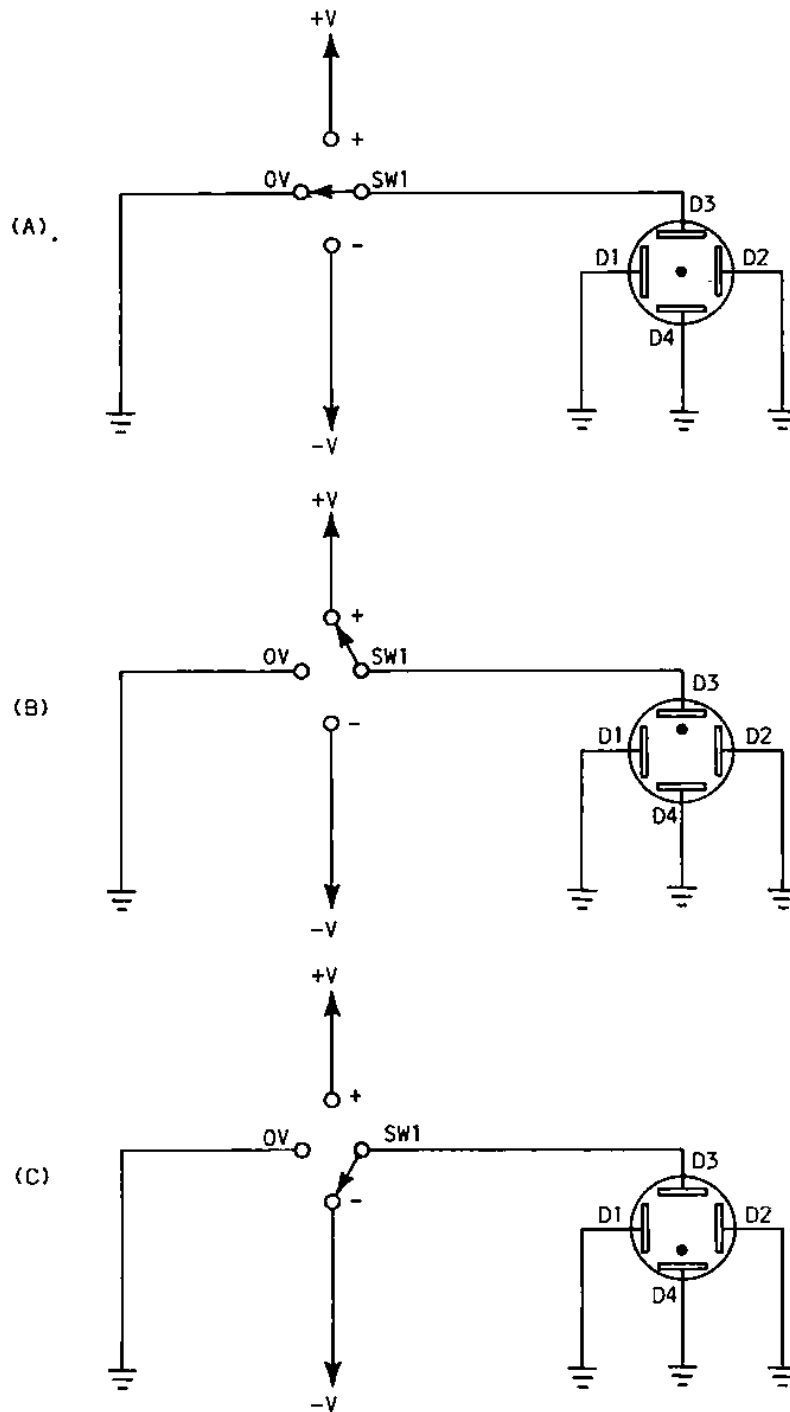 +V
+
0V SW1
D3
(A).
-
D1 D2
D4
-V
+V
+
0V SW1
D3
(B)
-
D1 D2
D4
-V
+V
+
0V SW1
D3
(C)
-
D1 D2
D4
-V